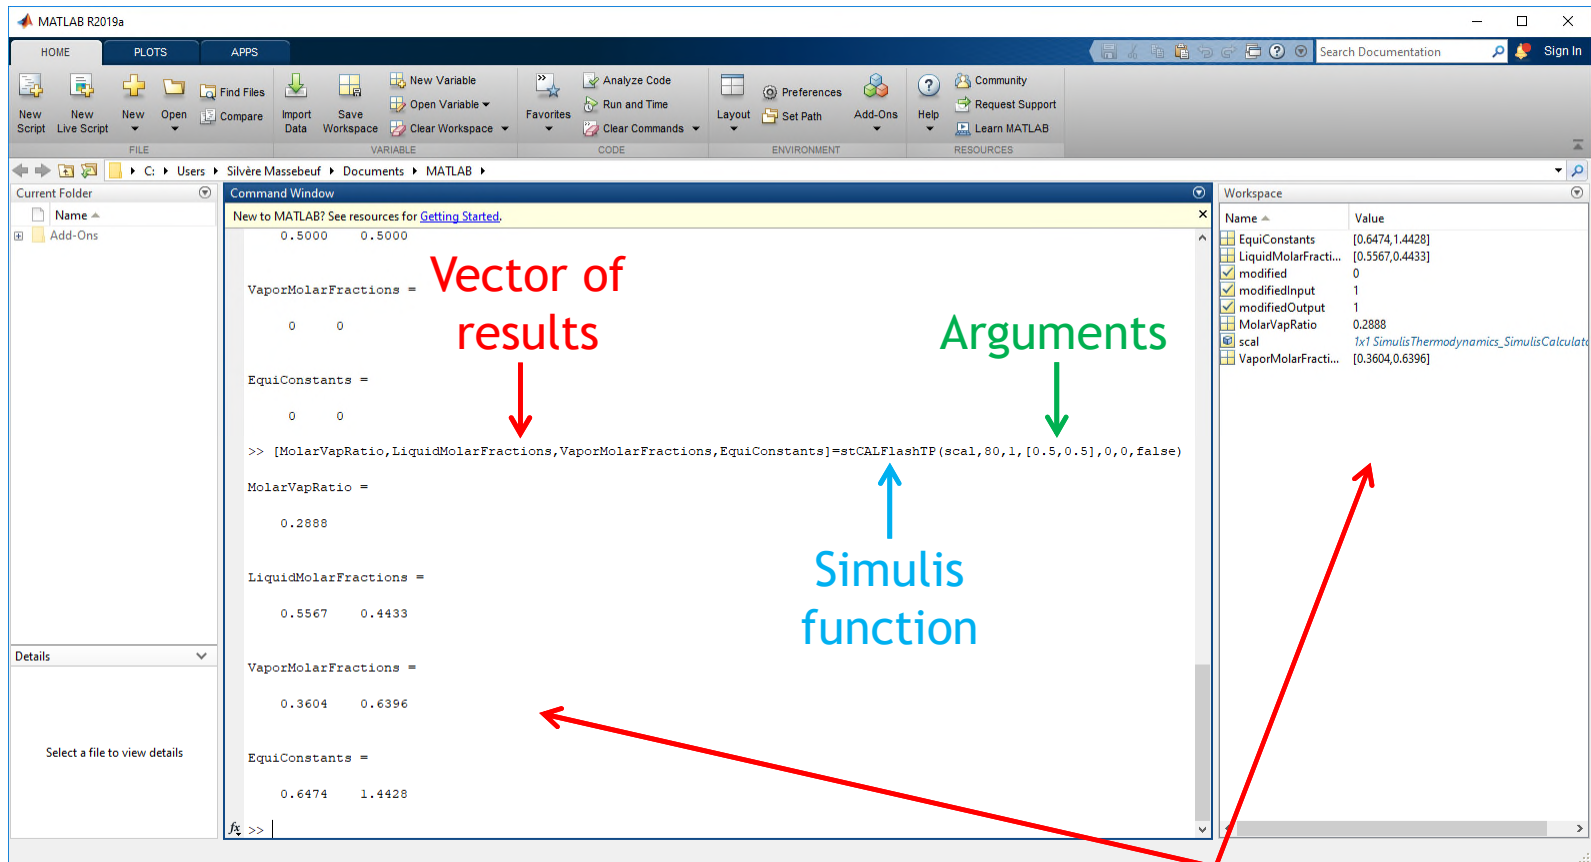 MATLAB R2019a
HOME PLOTS APPS
Search Documentation
Sign In
New Script
New Live Script
New
Open
Find Files
Compare
Import Data
Save Workspace
New Variable
Open Variable
Clear Workspace
Favorites
Analyze Code
Run and Time
Clear Commands
Layout
Preferences
Set Path
Add-Ons
Help
Community
Request Support
Learn MATLAB
FILE VARIABLE CODE ENVIRONMENT RESOURCES
C: Users Silvère Massebeuf Documents MATLAB
Current Folder
Name
Add-Ons
Details
Select a file to view details
Command Window
New to MATLAB? See resources for Getting Started.
0.5000 0.5000
VaporMolarFractions =
0 0
EquiConstants =
0 0
>> [MolarVapRatio,LiquidMolarFractions,VaporMolarFractions,EquiConstants]=stCALFlashTP(scal,80,1,[0.5,0.5],0,0,false)
MolarVapRatio =
0.2888
LiquidMolarFractions =
0.5567 0.4433
VaporMolarFractions =
0.3604 0.6396
EquiConstants =
0.6474 1.4428
fx >>
Vector of
results
Arguments
Simulis
function
Workspace
Name Value
EquiConstants [0.6474,1.4428]
LiquidMolarFracti... [0.5567,0.4433]
modified 0
modifiedInput 1
modifiedOutput 1
MolarVapRatio 0.2888
scal 1x1 SimulisThermodynamics_SimulisCalculato
VaporMolarFracti... [0.3604,0.6396]